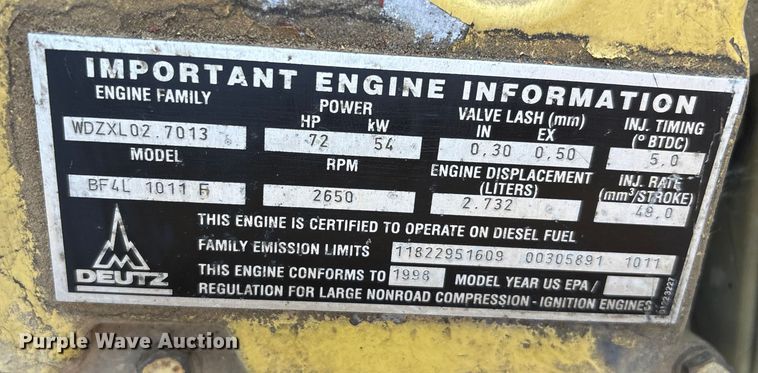 IMPORTANT ENGINE INFORMATION
ENGINE FAMILY POWER VALVE LASH (mm) INJ. TIMING
HP kW IN EX (° BTDC)
WDZXL02.7013 72 54 0,30 0,50 5,0
MODEL RPM ENGINE DISPLACEMENT INJ. RATE
(LITERS) (mm³/STROKE)
BF4L 1011 F 2650 2.732 49,0
THIS ENGINE IS CERTIFIED TO OPERATE ON DIESEL FUEL
FAMILY EMISSION LIMITS 11822951609 00305891 1011
THIS ENGINE CONFORMS TO 1998 MODEL YEAR US EPA/
REGULATION FOR LARGE NONROAD COMPRESSION - IGNITION ENGINES
DEUTZ
Purple Wave Auction